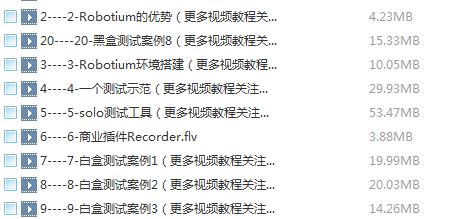 2----2-Robotium的优势（更多视频教程关... 4.23MB
20----20-黑盒测试案例8（更多视频教程... 15.33MB
3----3-Robotium环境搭建（更多视频教程... 10.05MB
4----4-一个测试示范（更多视频教程关注... 29.93MB
5----5-solo测试工具（更多视频教程关注... 53.47MB
6----6-商业插件Recorder.flv 3.88MB
7----7-白盒测试案例1（更多视频教程关注... 19.99MB
8----8-白盒测试案例2（更多视频教程关注... 20.03MB
9----9-白盒测试案例3（更多视频教程关注... 14.26MB